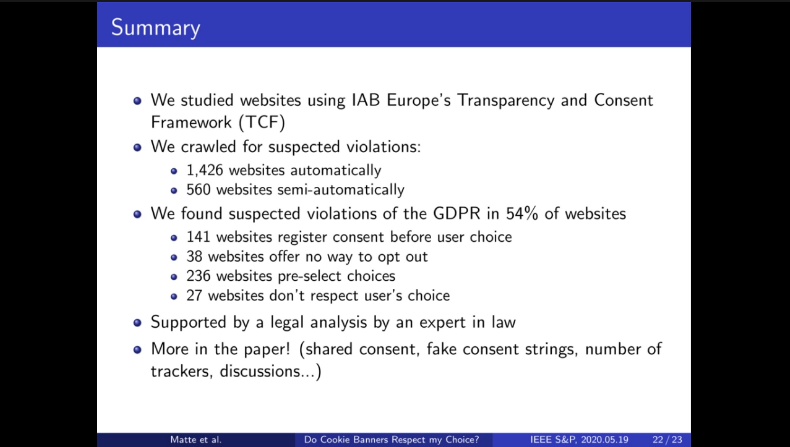 Summary
We studied websites using IAB Europe's Transparency and Consent
Framework (TCF)
We crawled for suspected violations:
1,426 websites automatically
560 websites semi-automatically
We found suspected violations of the GDPR in 54% of websites
141 websites register consent before user choice
38 websites offer no way to opt out
236 websites pre-select choices
27 websites don't respect user's choice
Supported by a legal analysis by an expert in law
More in the paper! (shared consent, fake consent strings, number of
trackers, discussions...)
Matte et al. Do Cookie Banners Respect my Choice? IEEE S&P, 2020.05.19 22 / 23